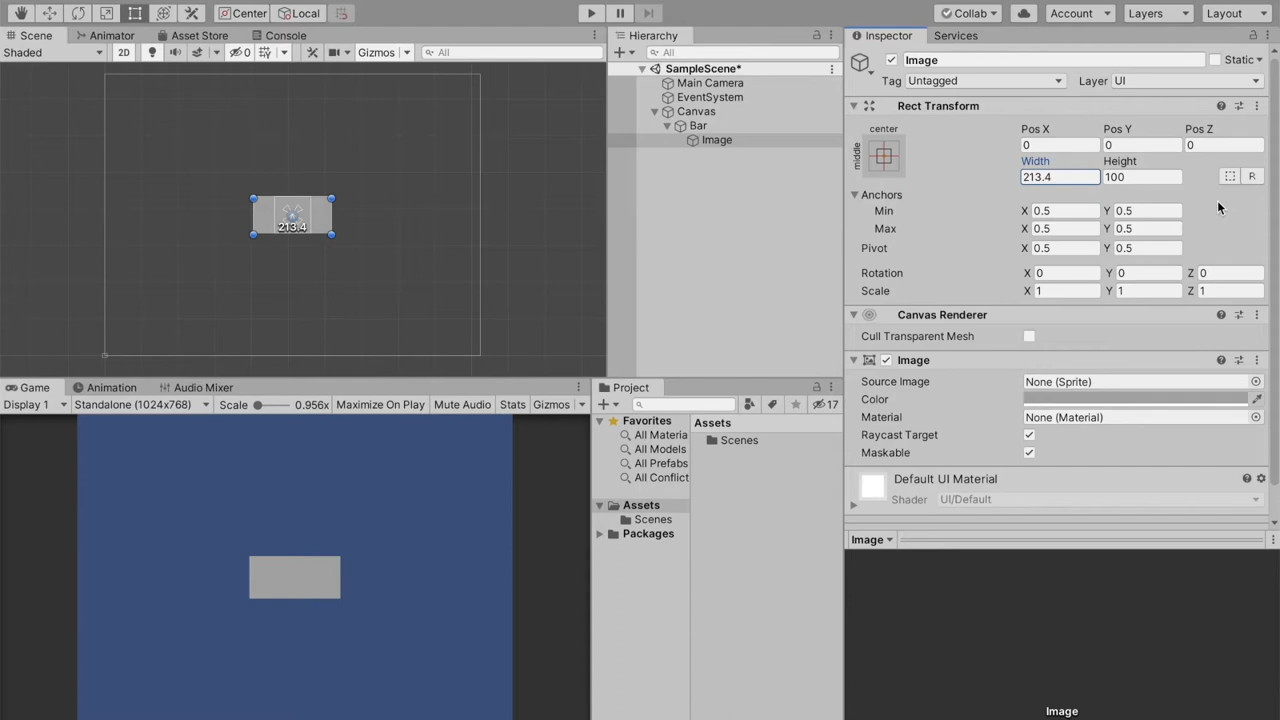 Center Local Collab Account Layers Layout
Scene Animator Asset Store Console
Shaded 2D 0 Gizmos All
213.4
Hierarchy
All
SampleScene*
Main Camera
EventSystem
Canvas
Bar
Image
Inspector Services
Image Static
Tag Untagged Layer UI
Rect Transform
center
middle
Pos X Pos Y Pos Z
0 0 0
Width Height
213.4 100 R
Anchors
Min X 0.5 Y 0.5
Max X 0.5 Y 0.5
Pivot X 0.5 Y 0.5
Rotation X 0 Y 0 Z 0
Scale X 1 Y 1 Z 1
Canvas Renderer
Cull Transparent Mesh
Image
Source Image None (Sprite)
Color
Material None (Material)
Raycast Target
Maskable
Default UI Material
Shader UI/Default
Image
Image
Game Animation Audio Mixer
Display 1 Standalone (1024x768) Scale 0.956x Maximize On Play Mute Audio Stats Gizmos
Project
17
Favorites
All Materia
All Models
All Prefabs
All Conflict
Assets
Scenes
Packages
Assets
Scenes